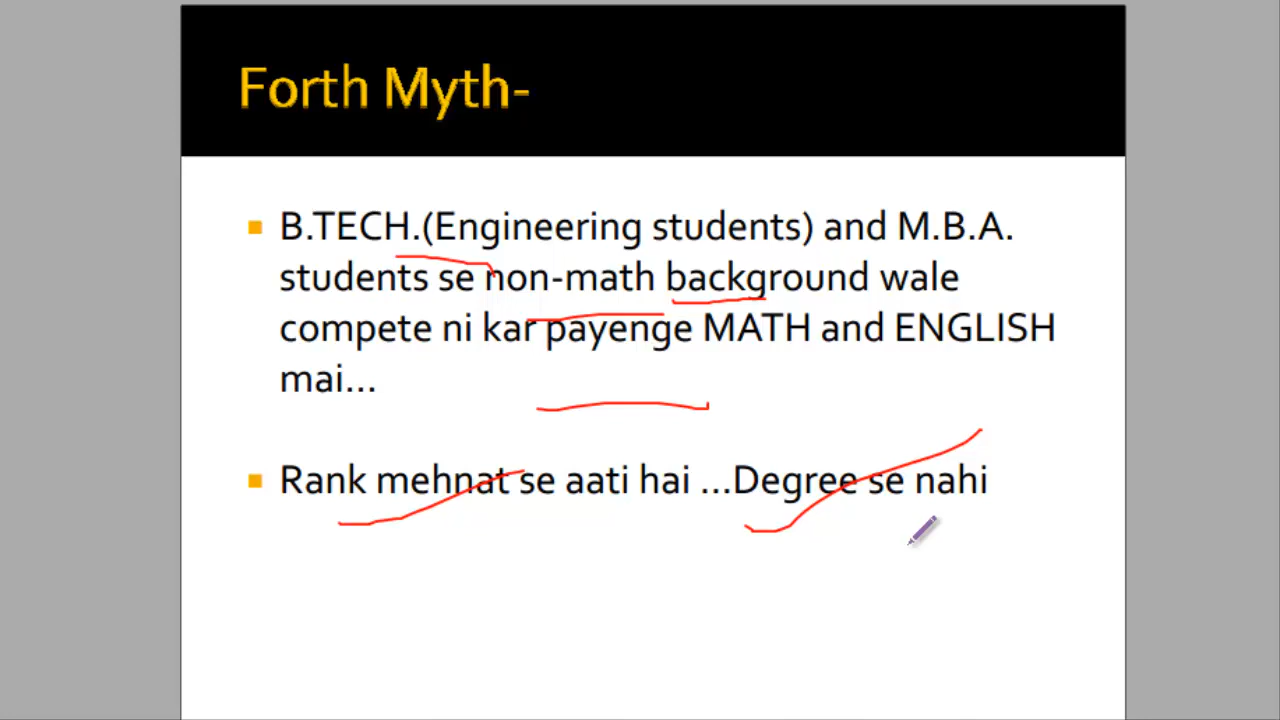 Forth Myth-
B.TECH.(Engineering students) and M.B.A.
students se non-math background wale
compete ni kar payenge MATH and ENGLISH
mai...
Rank mehnat se aati hai ...Degree se nahi